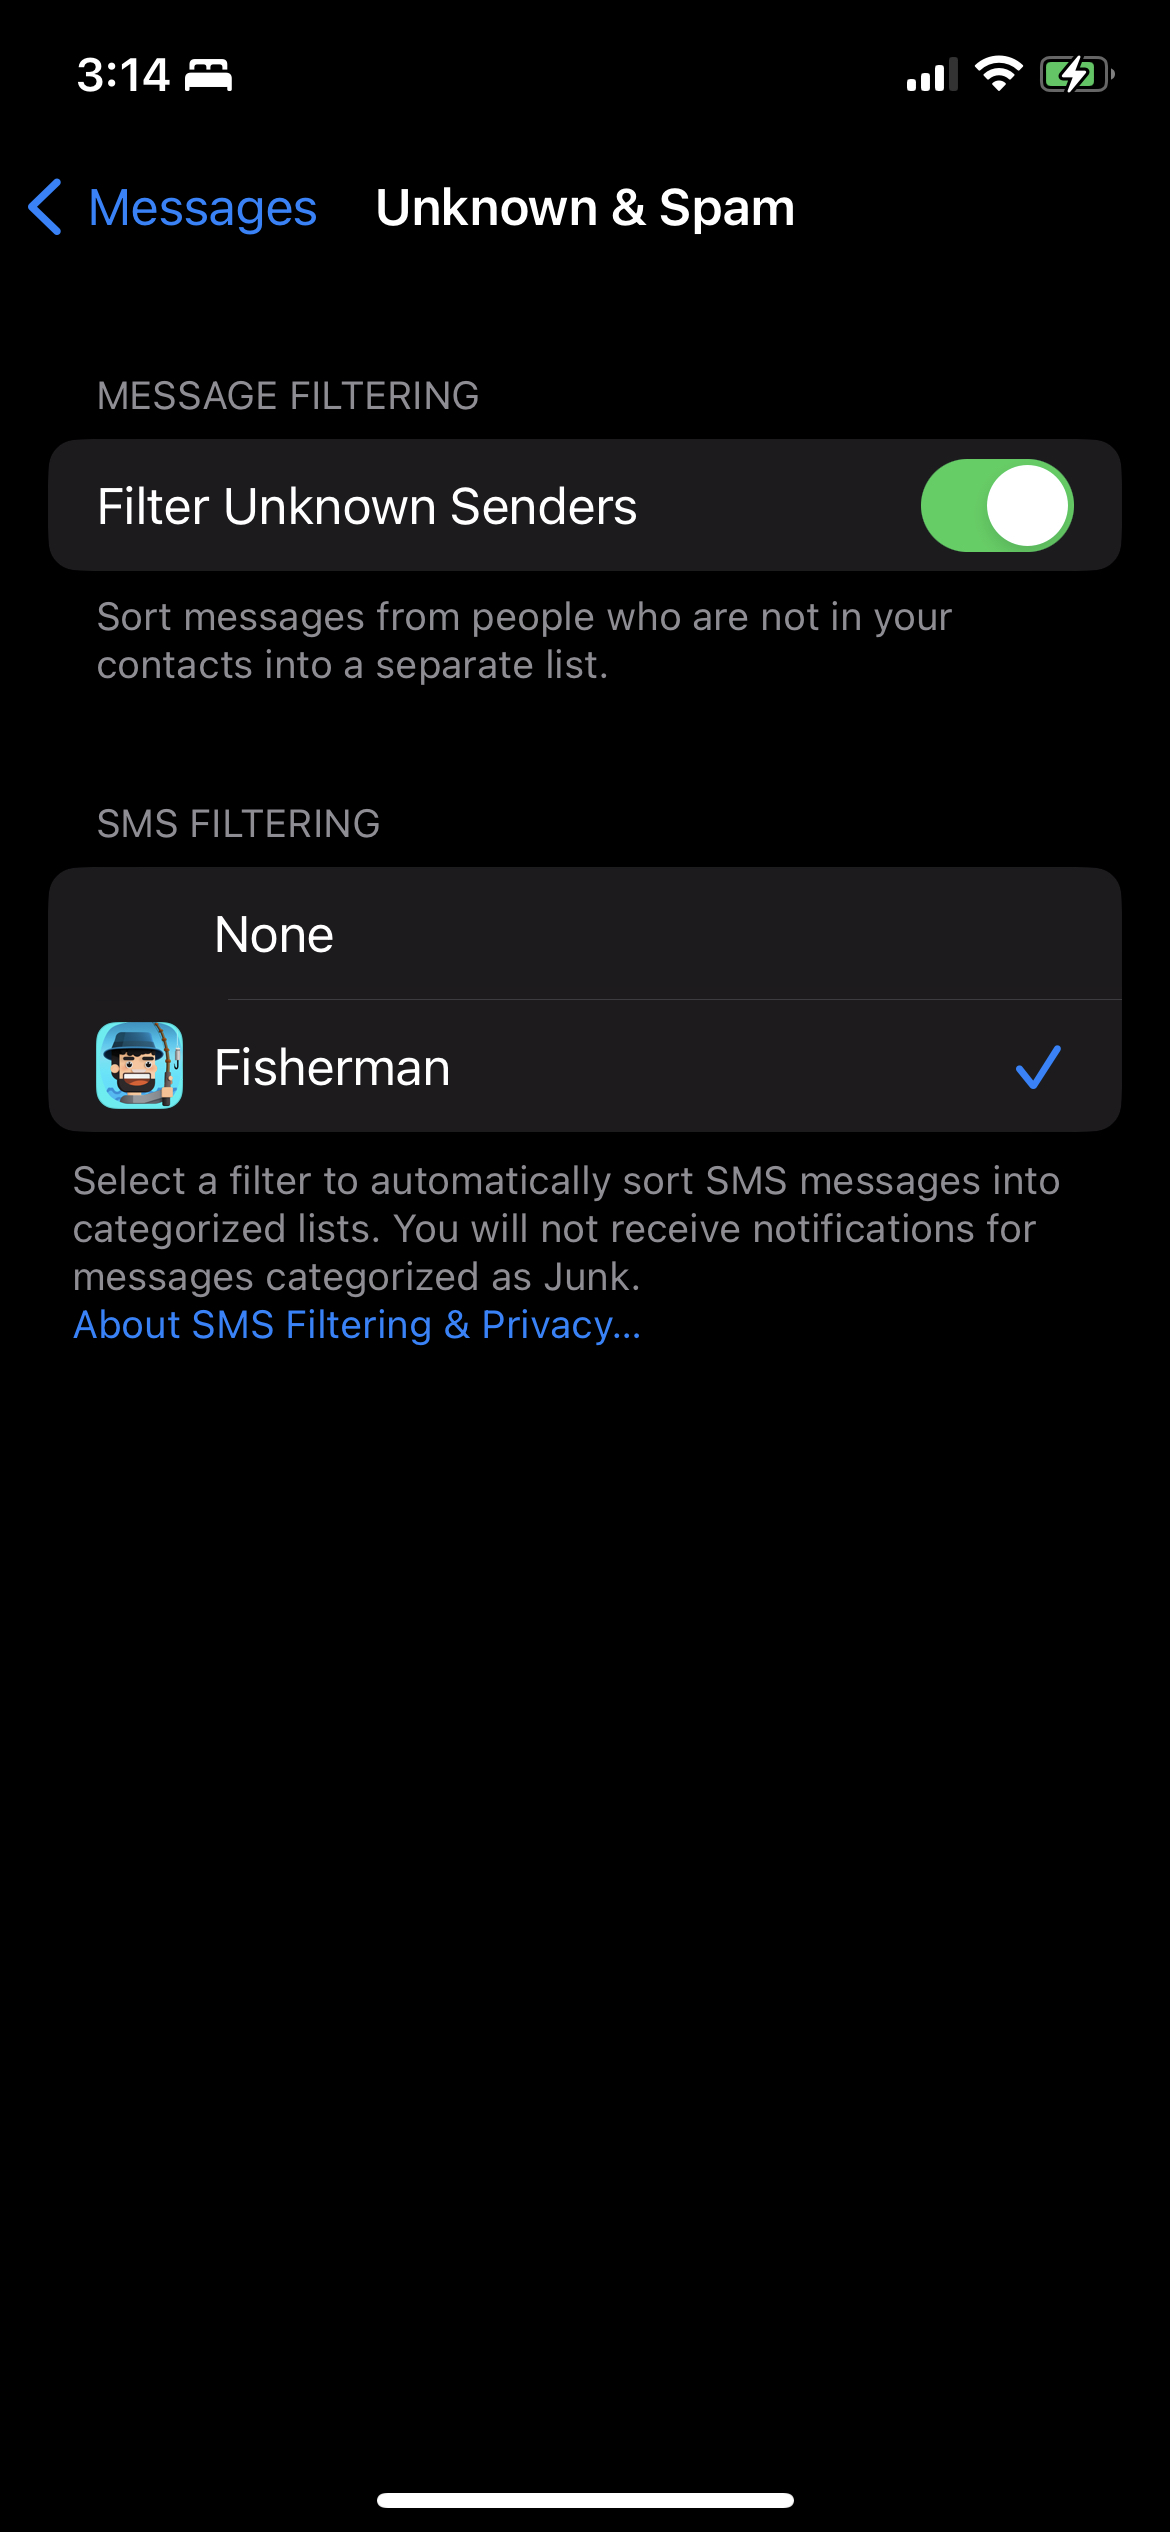 3:14
Messages
Unknown & Spam
MESSAGE FILTERING
Filter Unknown Senders
Sort messages from people who are not in your
contacts into a separate list.
SMS FILTERING
None
Fisherman
Select a filter to automatically sort SMS messages into
categorized lists. You will not receive notifications for
messages categorized as Junk.
About SMS Filtering & Privacy...